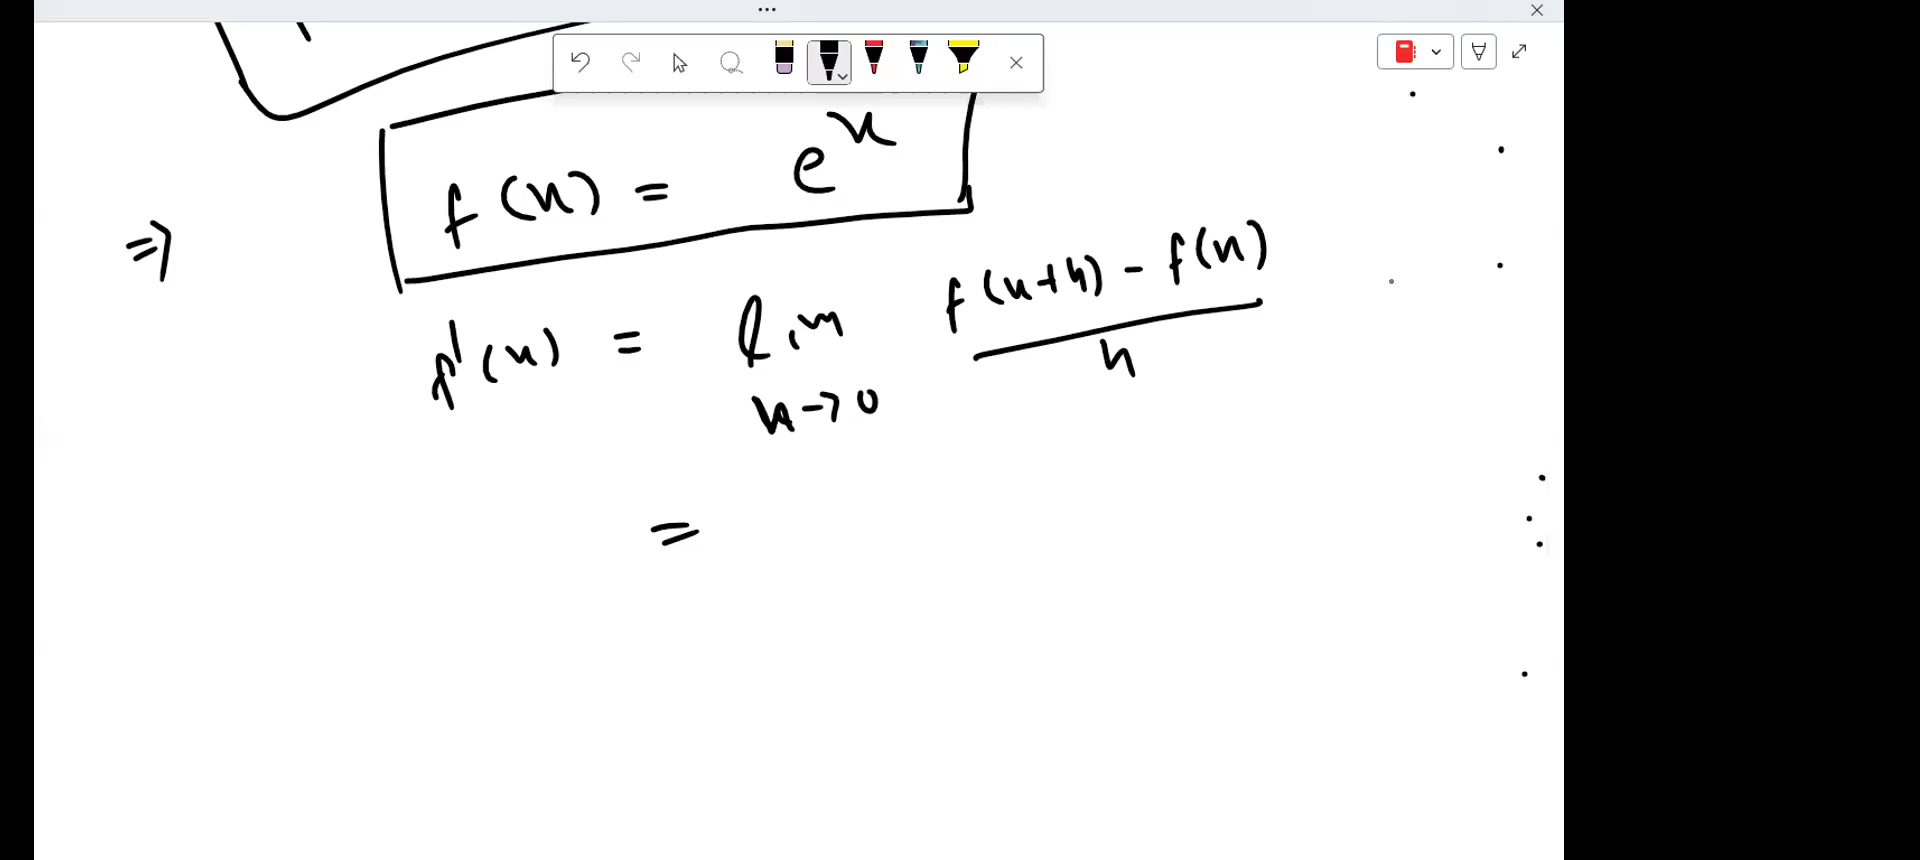 f(x) = e^x
⇒
f'(x) = lim h→0 (f(x+h) - f(x))/h
=